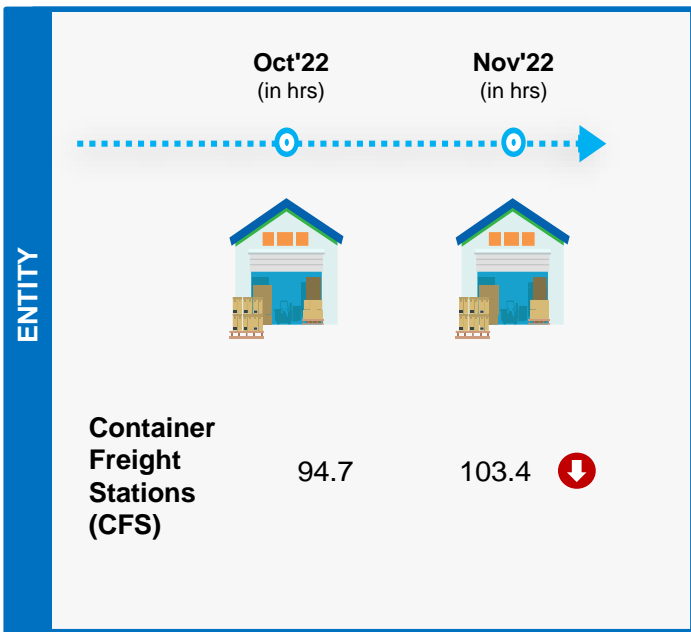 Oct'22
(in hrs)
Nov'22
(in hrs)
ENTITY
Container
Freight
Stations
(CFS)
94.7
103.4